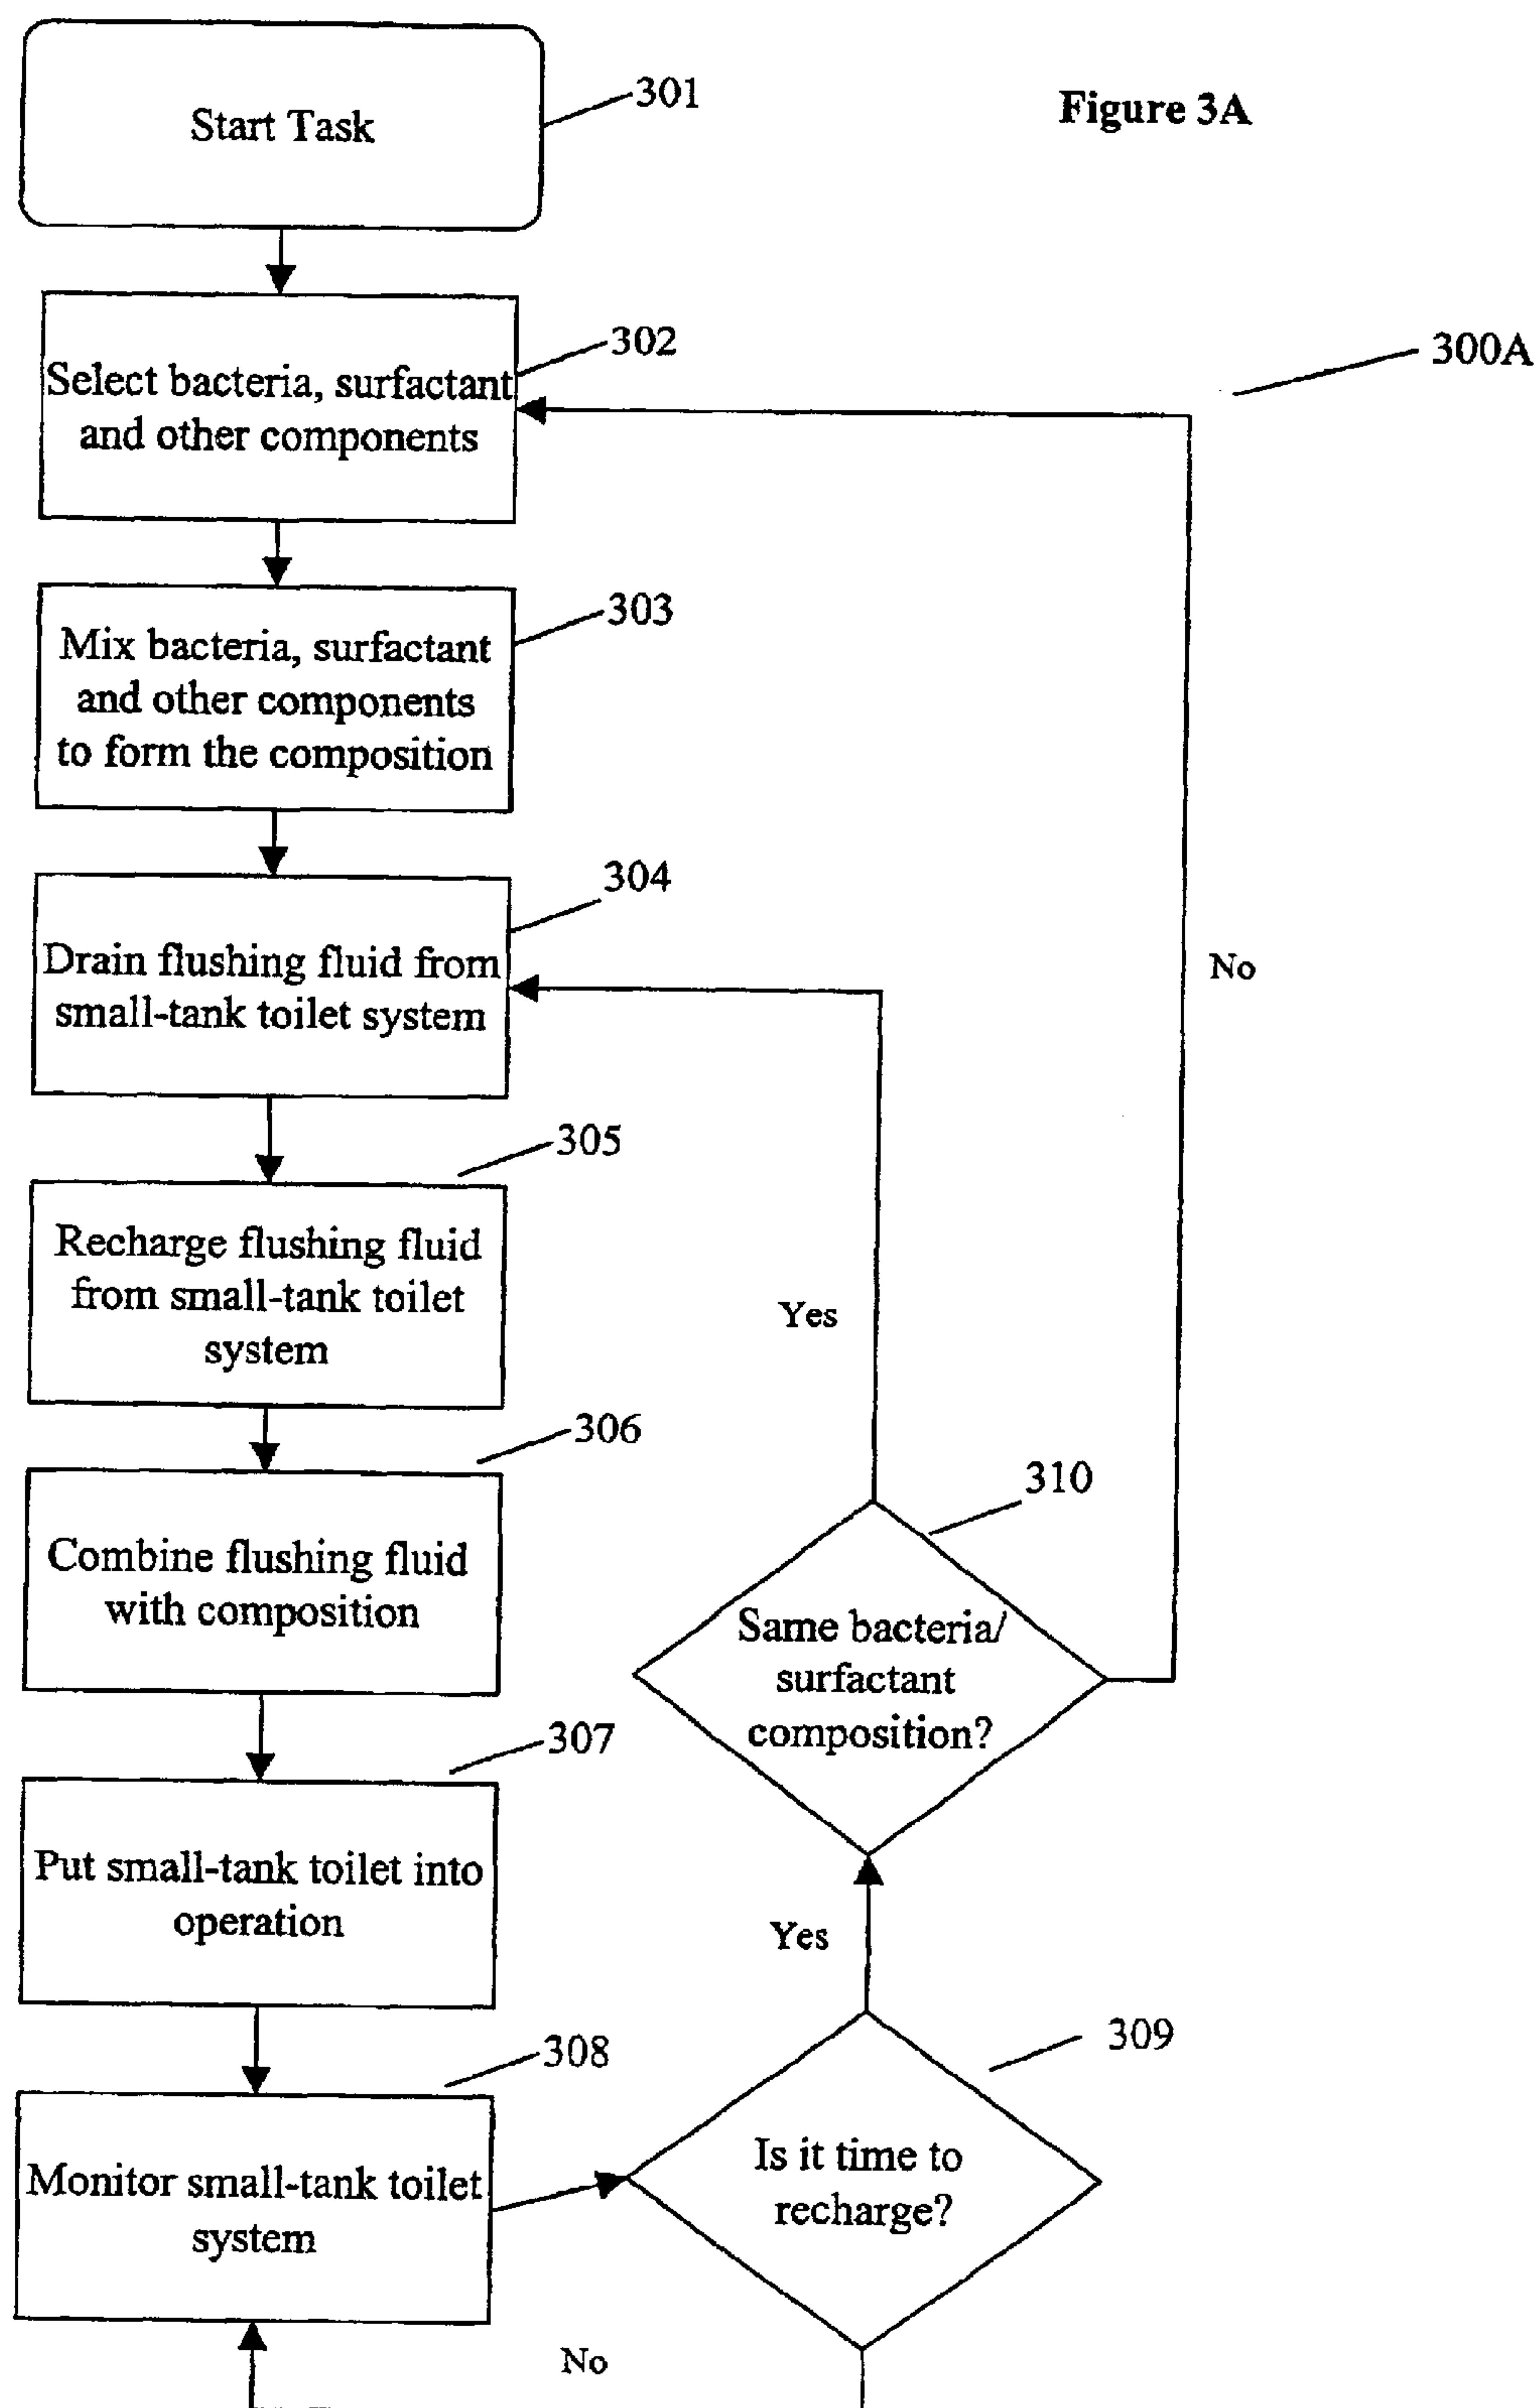 Figure 3A
300A
Start Task
301
Select bacteria, surfactant
and other components
302
Mix bacteria, surfactant
and other components
to form the composition
303
Drain flushing fluid from
small-tank toilet system
304
Recharge flushing fluid
from small-tank toilet
system
305
Combine flushing fluid
with composition
306
Put small-tank toilet into
operation
307
Monitor small-tank toilet
system
308
Is it time to
recharge?
309
No
Yes
Same bacteria/
surfactant
composition?
310
Yes
No